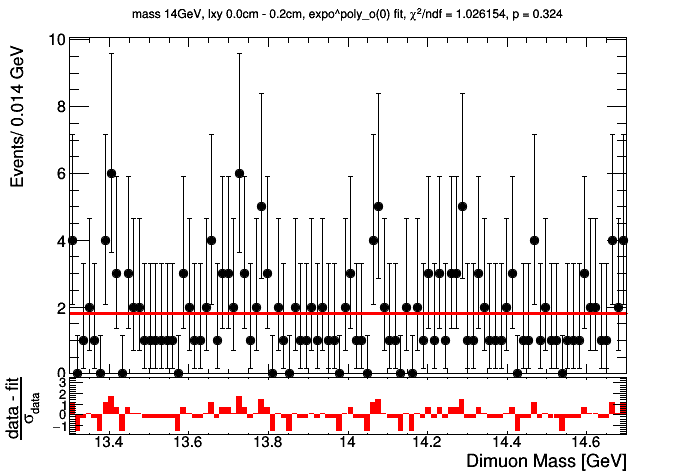 mass 14GeV, lxy 0.0cm - 0.2cm, expo^poly_o(0) fit, χ²/ndf = 1.026154, p = 0.324
Events/ 0.014 GeV
10
8
6
4
2
0
data - fit
σdata
3
2
1
0
−1
13.4 13.6 13.8 14 14.2 14.4 14.6
Dimuon Mass [GeV]